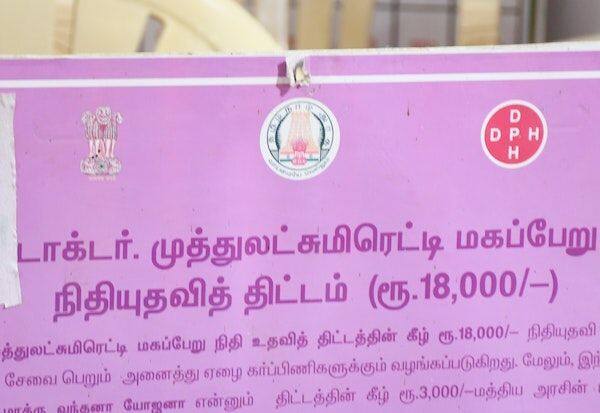 D
DPH
H
டாக்டர். முத்துலட்சுமிரெட்டி மகப்பேறு
நிதியுதவித் திட்டம் (ரூ.18,000/-)
முத்துலட்சுமிரெட்டி மகப்பேறு நிதி உதவித் திட்டத்தின் கீழ் ரூ.18,000/- நிதியுதவி
சேவை பெறும் அனைத்து ஏழை கர்ப்பிணிகளுக்கும் வழங்கப்படுகிறது. மேலும், இந்
மாத்ரு வந்தனா யோஜனா என்னும் திட்டத்தின் கீழ் ரூ.3,000/-மத்திய அரசின்